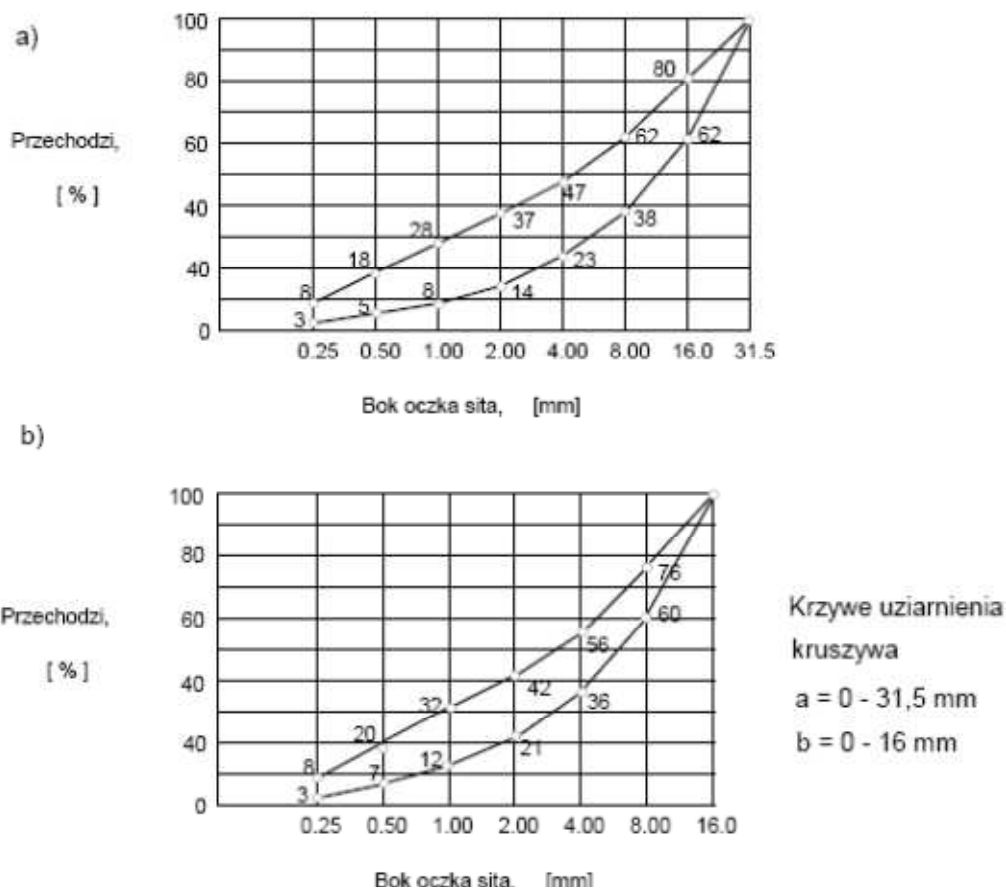 a)
100
80
60
40
40
0
Przechodzi,
[ % ]
80
62
47
37
28
18
8
62
38
23
14
8
5
3
0.25 0.50 1.00 2.00 4.00 8.00 16.0 31.5
Bok oczka sita, [mm]
b)
100
80
60
40
40
0
Przechodzi,
[ % ]
76
56
42
32
20
8
60
36
21
12
7
3
0.25 0.50 1.00 2.00 4.00 8.00 16.0
Bok oczka sita, [mm]
Krzywe uziarnienia
kruszywa
a = 0 - 31,5 mm
b = 0 - 16 mm